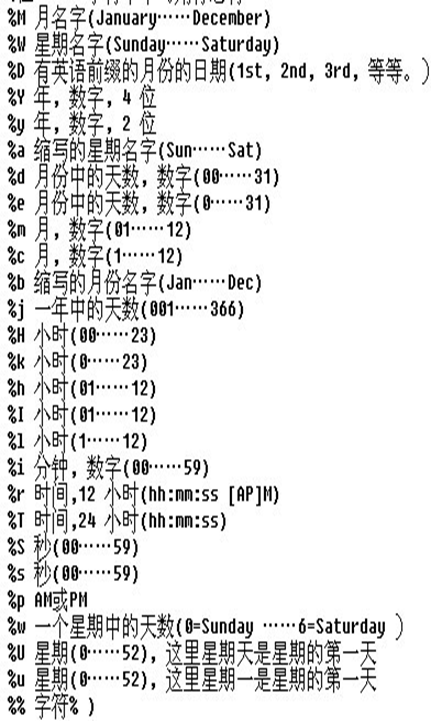 %M 月名字(January……December)
%W 星期名字(Sunday……Saturday)
%D 有英语前缀的月份的日期(1st, 2nd, 3rd, 等等。)
%Y 年, 数字, 4 位
%y 年, 数字, 2 位
%a 缩写的星期名字(Sun……Sat)
%d 月份中的天数, 数字(00……31)
%e 月份中的天数, 数字(0……31)
%m 月, 数字(01……12)
%c 月, 数字(1……12)
%b 缩写的月份名字(Jan……Dec)
%j 一年中的天数(001……366)
%H 小时(00……23)
%k 小时(0……23)
%h 小时(01……12)
%I 小时(01……12)
%l 小时(1……12)
%i 分钟, 数字(00……59)
%r 时间,12 小时(hh:mm:ss [AP]M)
%T 时间,24 小时(hh:mm:ss)
%S 秒(00……59)
%s 秒(00……59)
%p AM或PM
%w 一个星期中的天数(0=Sunday ……6=Saturday )
%U 星期(0……52), 这里星期天是星期的第一天
%u 星期(0……52), 这里星期一是星期的第一天
%% 字符% )